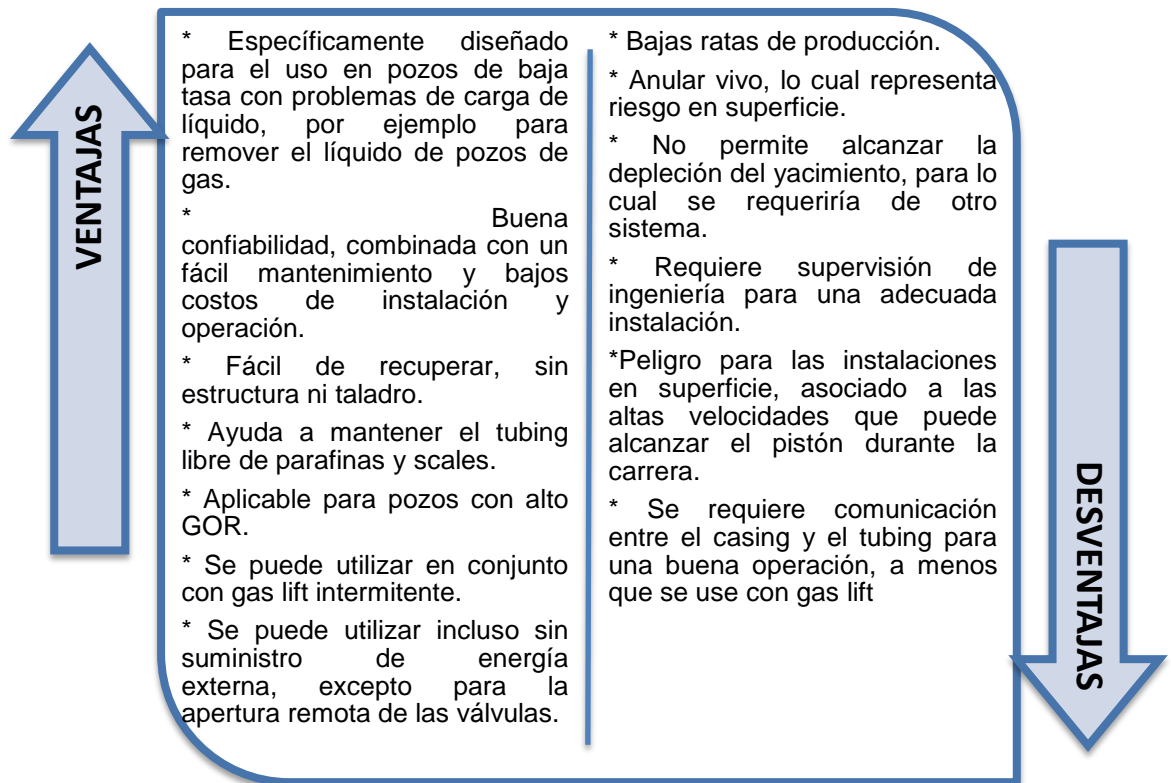 VENTAJAS
* Específicamente diseñado
para el uso en pozos de baja
tasa con problemas de carga de
líquido, por ejemplo para
remover el líquido de pozos de
gas.
* Buena
confiabilidad, combinada con un
fácil mantenimiento y bajos
costos de instalación y
operación.
* Fácil de recuperar, sin
estructura ni taladro.
* Ayuda a mantener el tubing
libre de parafinas y scales.
* Aplicable para pozos con alto
GOR.
* Se puede utilizar en conjunto
con gas lift intermitente.
* Se puede utilizar incluso sin
suministro de energía
externa, excepto para la
apertura remota de las válvulas.
* Bajas ratas de producción.
* Anular vivo, lo cual representa
riesgo en superficie.
* No permite alcanzar la
depleción del yacimiento, para lo
cual se requeriría de otro
sistema.
* Requiere supervisión de
ingeniería para una adecuada
instalación.
*Peligro para las instalaciones
en superficie, asociado a las
altas velocidades que puede
alcanzar el pistón durante la
carrera.
* Se requiere comunicación
entre el casing y el tubing para
una buena operación, a menos
que se use con gas lift
DESVENTAJAS